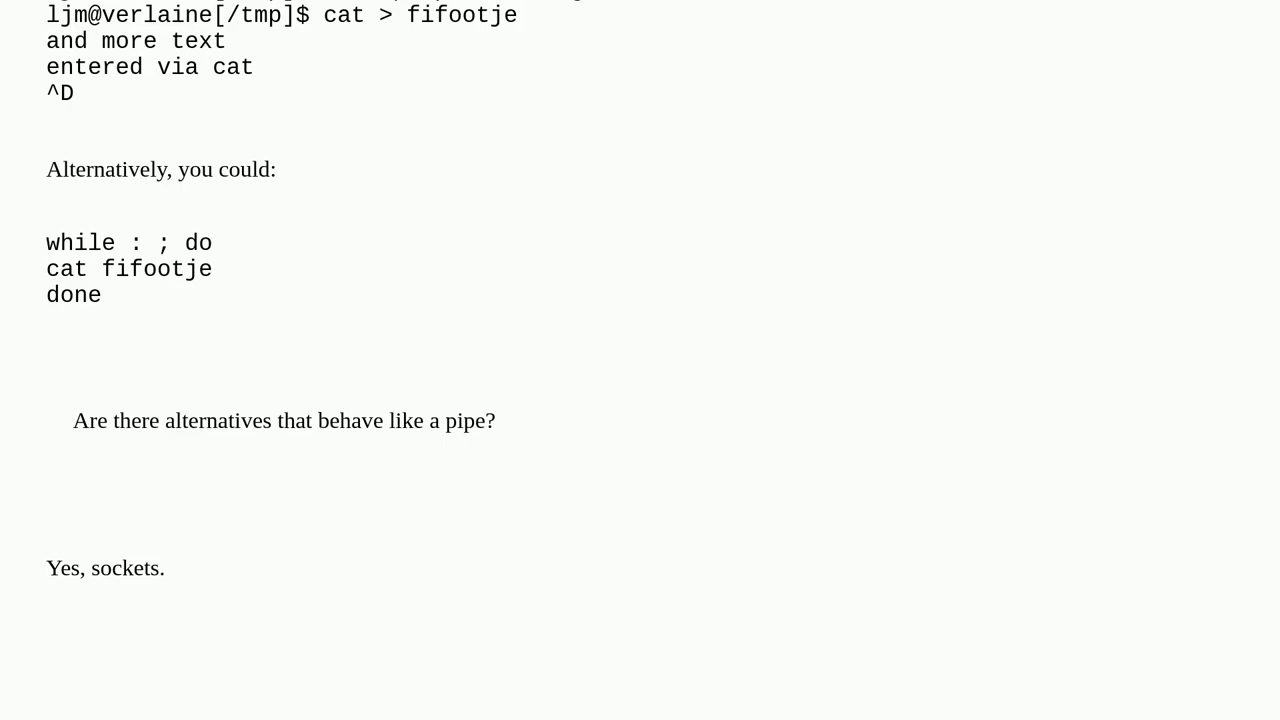 ljm@verlaine[/tmp]$ cat > fifootje
and more text
entered via cat
^D
Alternatively, you could:
while : ; do
cat fifootje
done
Are there alternatives that behave like a pipe?
Yes, sockets.